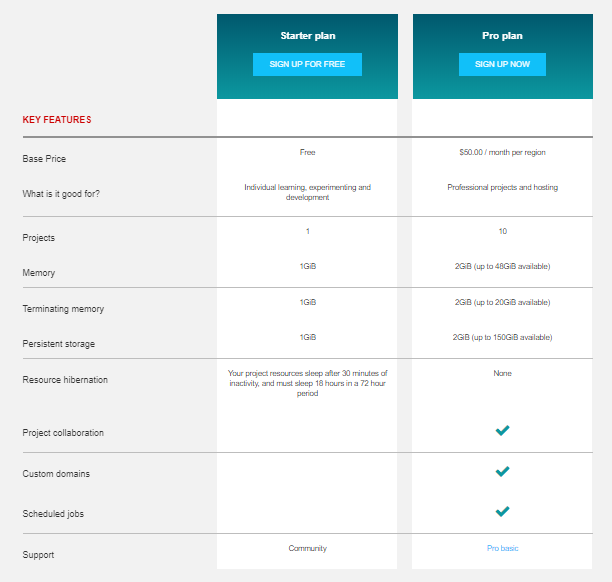 Starter plan
Pro plan
SIGN UP FOR FREE
SIGN UP NOW
KEY FEATURES
Base Price
Free
$50.00 / month per region
What is it good for?
Individual learning, experimenting and
development
Professional projects and hosting
Projects
1
10
Memory
1GiB
2GiB (up to 48GiB available)
Terminating memory
1GiB
2GiB (up to 20GiB available)
Persistent storage
1GiB
2GiB (up to 150GiB available)
Resource hibernation
Your project resources sleep after 30 minutes of
inactivity, and must sleep 18 hours in a 72 hour
period
None
Project collaboration
Custom domains
Scheduled jobs
Support
Community
Pro basic